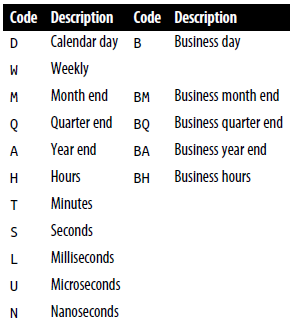 Code Description Code Description
D Calendar day B Business day
W Weekly
M Month end BM Business month end
Q Quarter end BQ Business quarter end
A Year end BA Business year end
H Hours BH Business hours
T Minutes
S Seconds
L Milliseconds
U Microseconds
N Nanoseconds